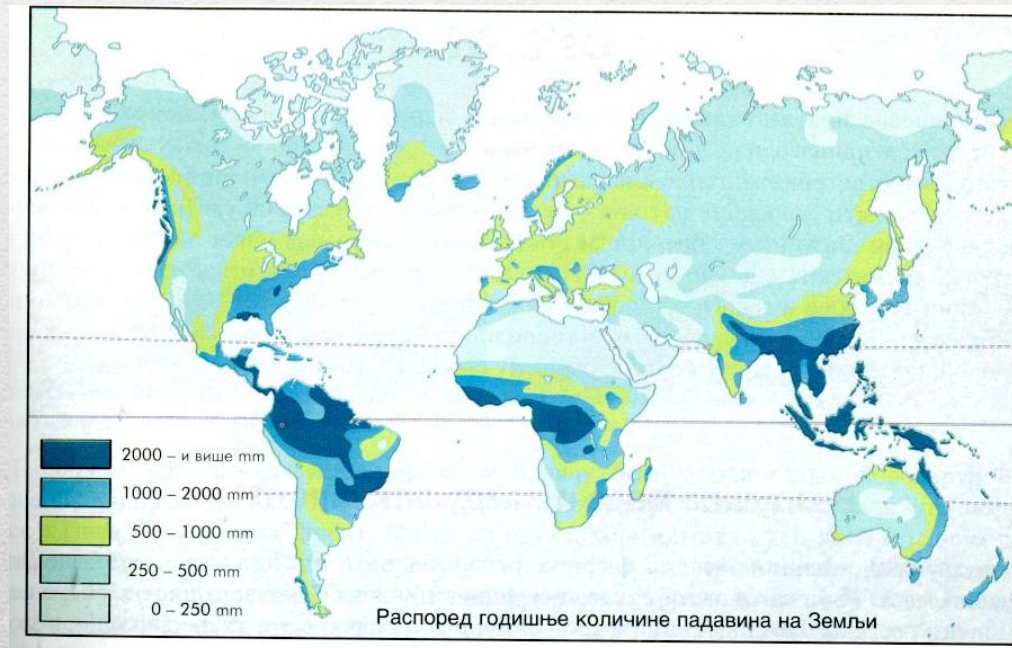 2000 – и више mm
1000 – 2000 mm
500 – 1000 mm
250 – 500 mm
0 – 250 mm
Распоред годишње количине падавина на Земљи